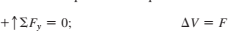 +↑ΣF_y = 0; ΔV = F